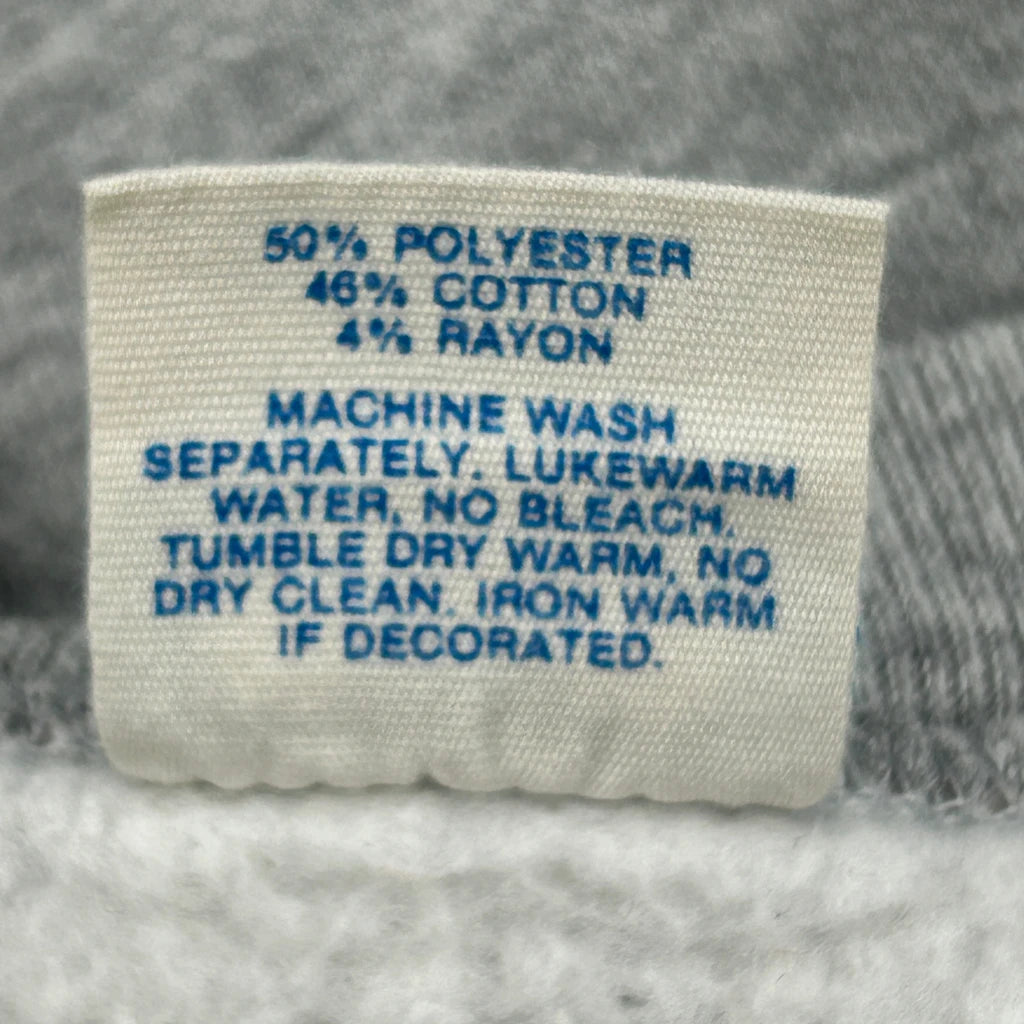 50% POLYESTER
46% COTTON
4% RAYON
MACHINE WASH
SEPARATELY. LUKEWARM
WATER, NO BLEACH,
TUMBLE DRY WARM, NO
DRY CLEAN. IRON WARM
IF DECORATED.